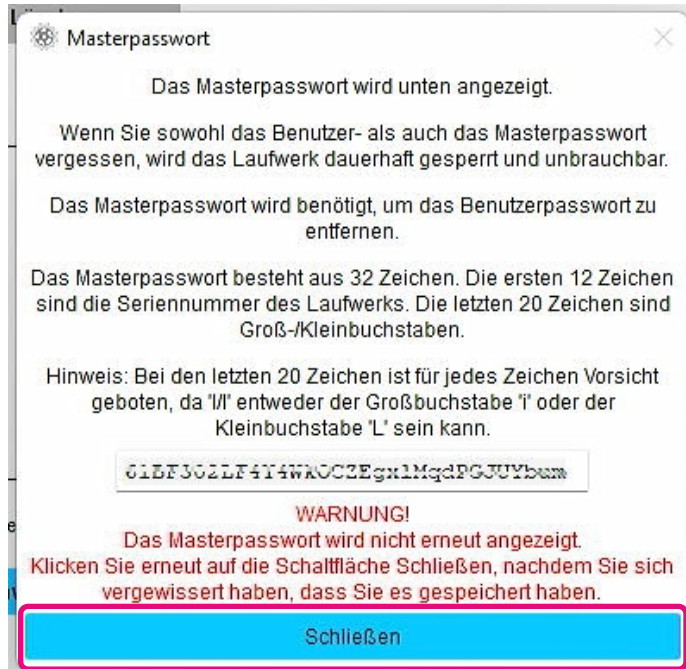 Masterpasswort
Das Masterpasswort wird unten angezeigt.
Wenn Sie sowohl das Benutzer- als auch das Masterpasswort
vergessen, wird das Laufwerk dauerhaft gesperrt und unbrauchbar.
Das Masterpasswort wird benötigt, um das Benutzerpasswort zu
entfernen.
Das Masterpasswort besteht aus 32 Zeichen. Die ersten 12 Zeichen
sind die Seriennummer des Laufwerks. Die letzten 20 Zeichen sind
Groß-/Kleinbuchstaben.
Hinweis: Bei den letzten 20 Zeichen ist für jedes Zeichen Vorsicht
geboten, da 'I/l' entweder der Großbuchstabe 'i' oder der
Kleinbuchstabe 'L' sein kann.
WARNUNG!
Das Masterpasswort wird nicht erneut angezeigt.
Klicken Sie erneut auf die Schaltfläche Schließen, nachdem Sie sich
vergewissert haben, dass Sie es gespeichert haben.
Schließen